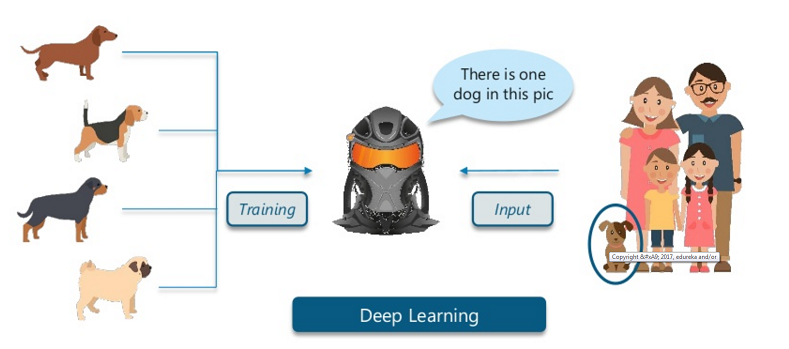 There is one
dog in this pic
Training
Input
Copyright &#xA9; 2017, edureka and/or
Deep Learning